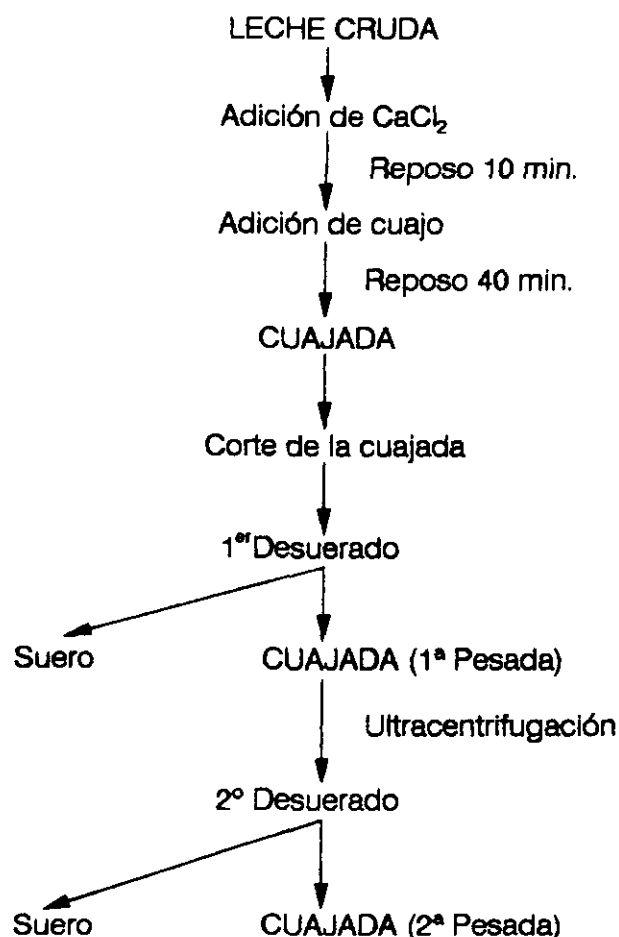 LECHE CRUDA
Adición de CaCl₂
Reposo 10 min.
Adición de cuajo
Reposo 40 min.
CUAJADA
Corte de la cuajada
1er Desuerado
Suero
CUAJADA (1ª Pesada)
Ultracentrifugación
2º Desuerado
Suero
CUAJADA (2ª Pesada)